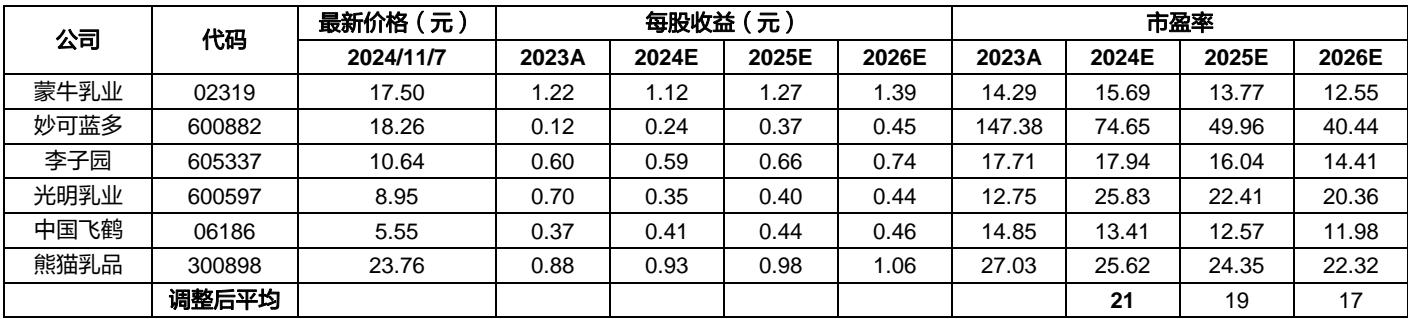 公司 代码 最新价格（元） 每股收益（元） 市盈率
2024/11/7 2023A 2024E 2025E 2026E 2023A 2024E 2025E 2026E
蒙牛乳业 02319 17.50 1.22 1.12 1.27 1.39 14.29 15.69 13.77 12.55
妙可蓝多 600882 18.26 0.12 0.24 0.37 0.45 147.38 74.65 49.96 40.44
李子园 605337 10.64 0.60 0.59 0.66 0.74 17.71 17.94 16.04 14.41
光明乳业 600597 8.95 0.70 0.35 0.40 0.44 12.75 25.83 22.41 20.36
中国飞鹤 06186 5.55 0.37 0.41 0.44 0.46 14.85 13.41 12.57 11.98
熊猫乳品 300898 23.76 0.88 0.93 0.98 1.06 27.03 25.62 24.35 22.32
调整后平均 21 19 17